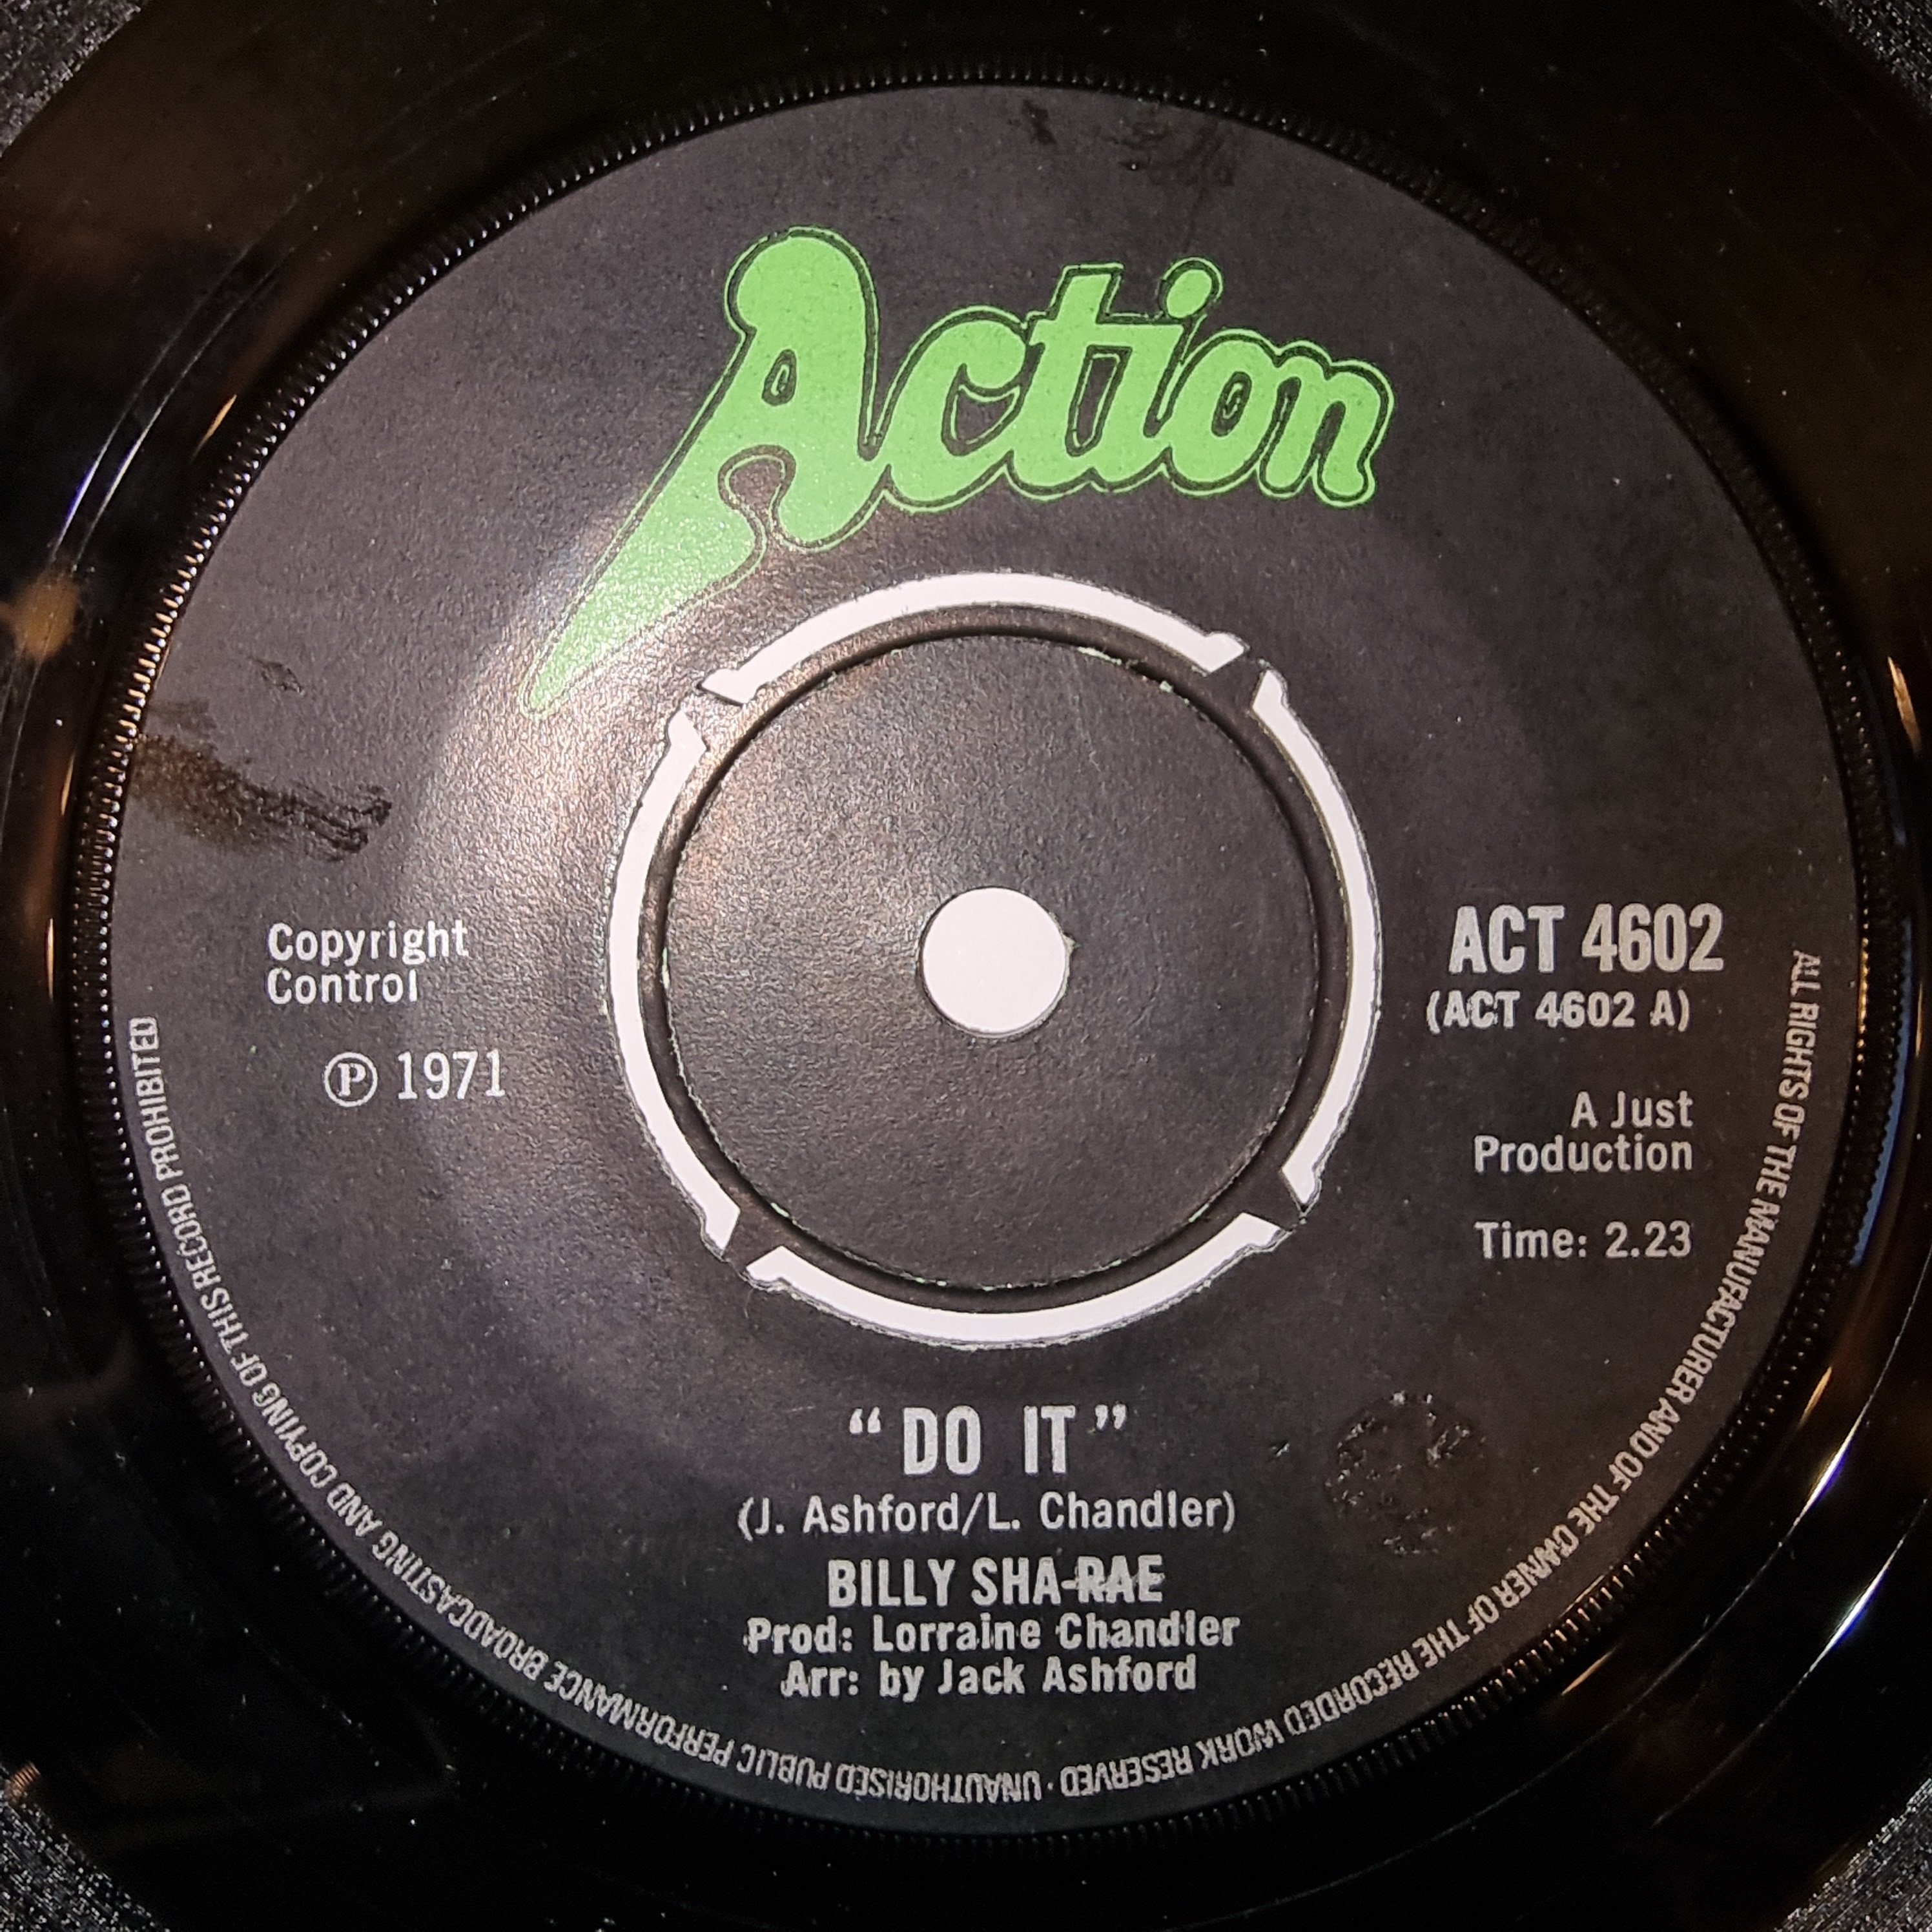 Action
Copyright
Control
Ⓟ 1971
ACT 4602
(ACT 4602 A)
A Just
Production
Time: 2.23
“ DO IT ”
(J. Ashford/L. Chandler)
BILLY SHA-RAE
Prod: Lorraine Chandler
Arr: by Jack Ashford
ALL RIGHTS OF THE MANUFACTURER AND OF THE OWNER OF THE RECORDED WORK RESERVED · UNAUTHORISED PUBLIC PERFORMANCE BROADCASTING AND COPYING OF THIS RECORD PROHIBITED